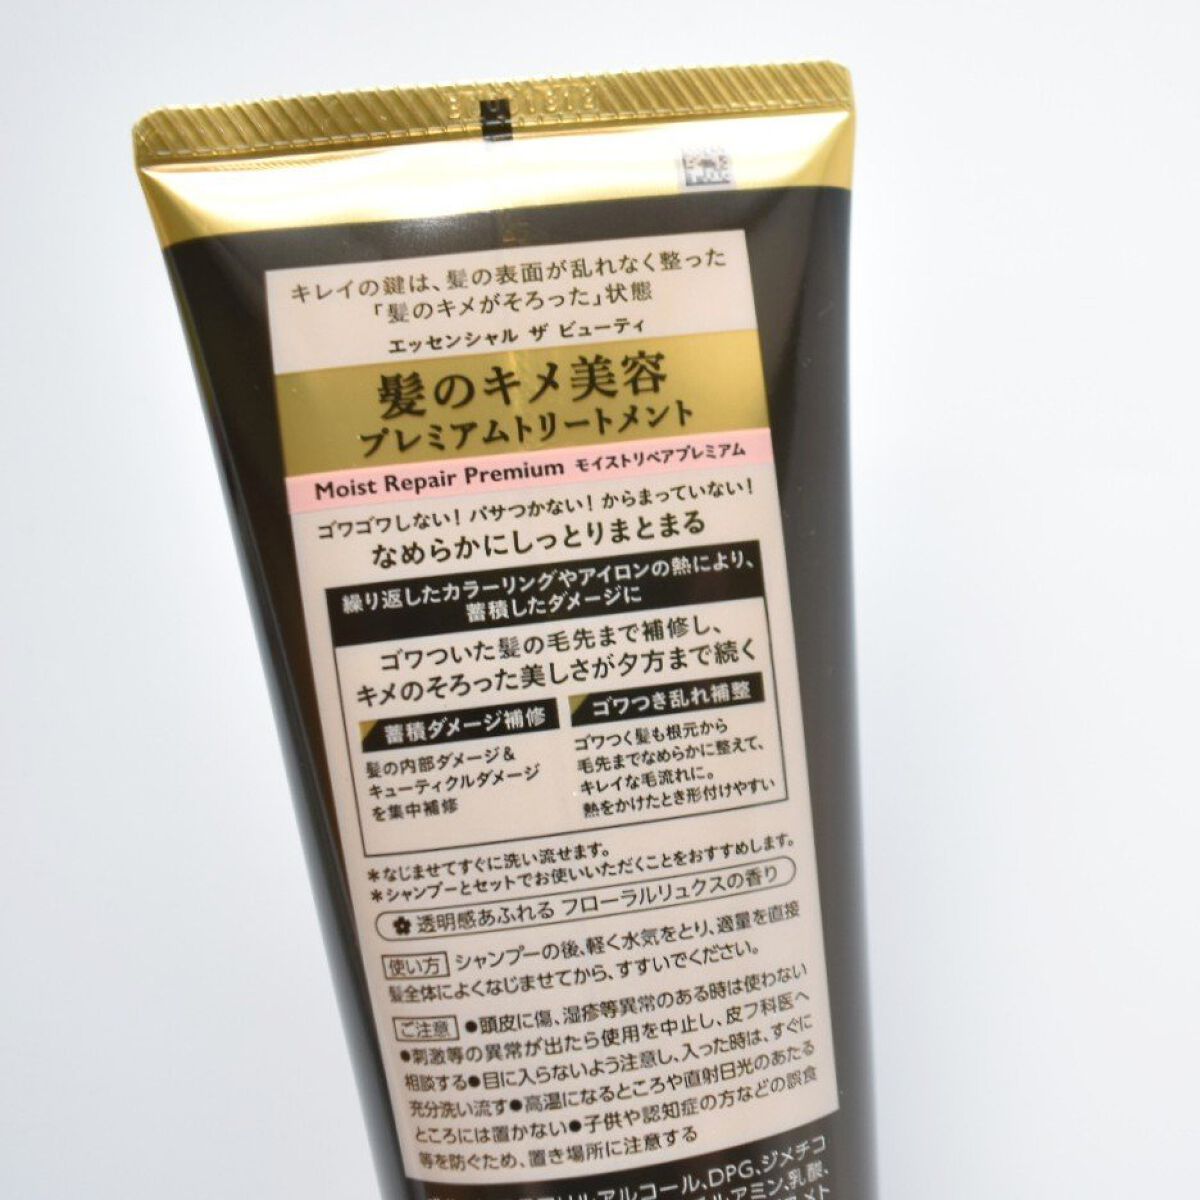 キレイの鍵は、髪の表面が乱れなく整った
「髪のキメがそろった」状態
エッセンシャル ザ ビューティ
髪のキメ美容
プレミアムトリートメント
Moist Repair Premium モイストリペアプレミアム
ゴワゴワしない！パサつかない！からまっていない！
なめらかにしっとりまとまる
繰り返したカラーリングやアイロンの熱により、
蓄積したダメージに
ゴワついた髪の毛先まで補修し、
キメのそろった美しさが夕方まで続く
蓄積ダメージ補修
髪の内部ダメージ&
キューティクルダメージ
を集中補修
ゴワつき乱れ補整
ゴワつく髪も根元から
毛先までなめらかに整えて、
キレイな毛流れに。
熱をかけたとき形付けやすい
*なじませてすぐに洗い流せます。
*シャンプーとセットでお使いいただくことをおすすめします。
透明感あふれる フローラルリュクスの香り
使い方 シャンプーの後、軽く水気をとり、適量を直接
髪全体によくなじませてから、すすいでください。
ご注意 ●頭皮に傷、湿疹等異常のある時は使わない
●刺激等の異常が出たら使用を中止し、皮フ科医へ
相談する●目に入らないよう注意し、入った時は、すぐに
充分洗い流す●高温になるところや直射日光のあたる
ところには置かない●子供や認知症の方などの誤食
等を防ぐため、置き場所に注意する
アルコール、DPG、ジメチコ
アミン、乳酸、